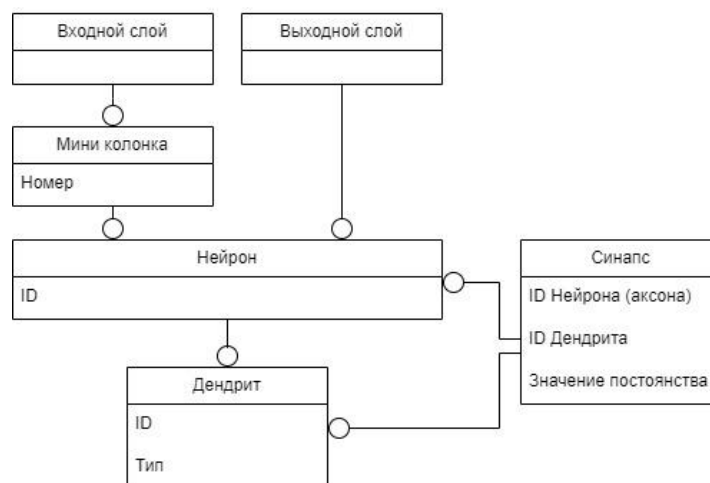 Входной слой
Выходной слой
Мини колонка
Номер
Нейрон
ID
Синапс
ID Нейрона (аксона)
ID Дендрита
Значение постоянства
Дендрит
ID
Тип